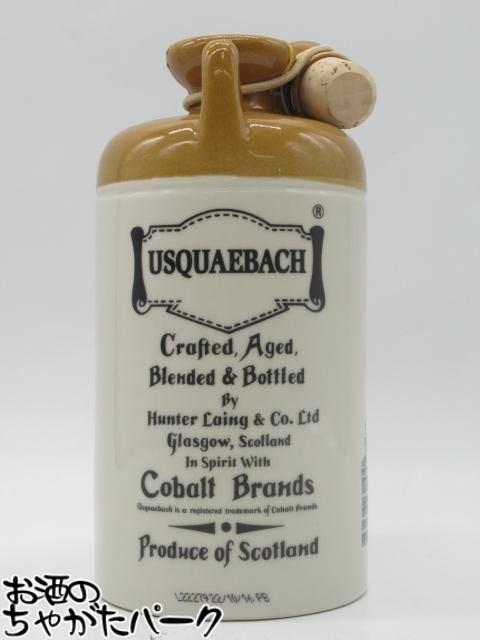 ®
USQUAEBACH
Crafted, Aged,
Blended & Bottled
By
Hunter Laing & Co. Ltd
Glasgow, Scotland
In Spirit With
Cobalt Brands
Usquaebach is a registered trademark of Cobalt Brands
Produce of Scotland
お酒の
ちゃがたパーク